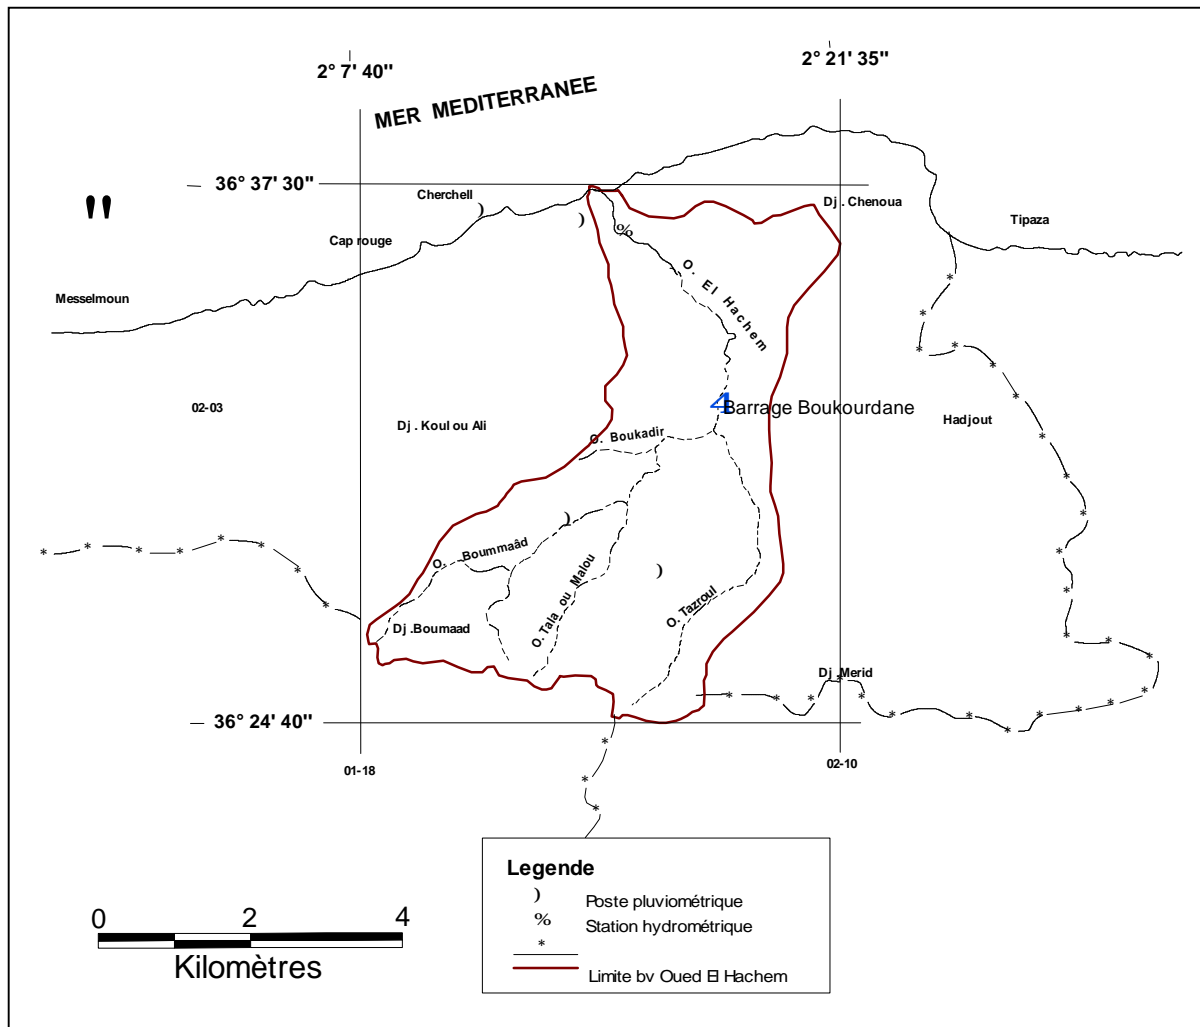 2° 7' 40"
2° 21' 35"
MER MEDITERRANEE
36° 37' 30"
"
Cherchell
)
)
Dj. Chenoua
Tipaza
Cap rouge
%
Messelmoun
O. El Hachem
02-03
4
Barrage Boukourdane
Dj. Koul ou Ali
Hadjout
O. Boukadir
)
O. Boummaâd
O. Tala ou Malou
)
O. Tazroul
Dj. Boumaad
Dj. Merid
36° 24' 40"
01-18
02-10
Legende
) Poste pluviométrique
% Station hydrométrique
*
Limite bv Oued El Hachem
0 2 4
Kilomètres